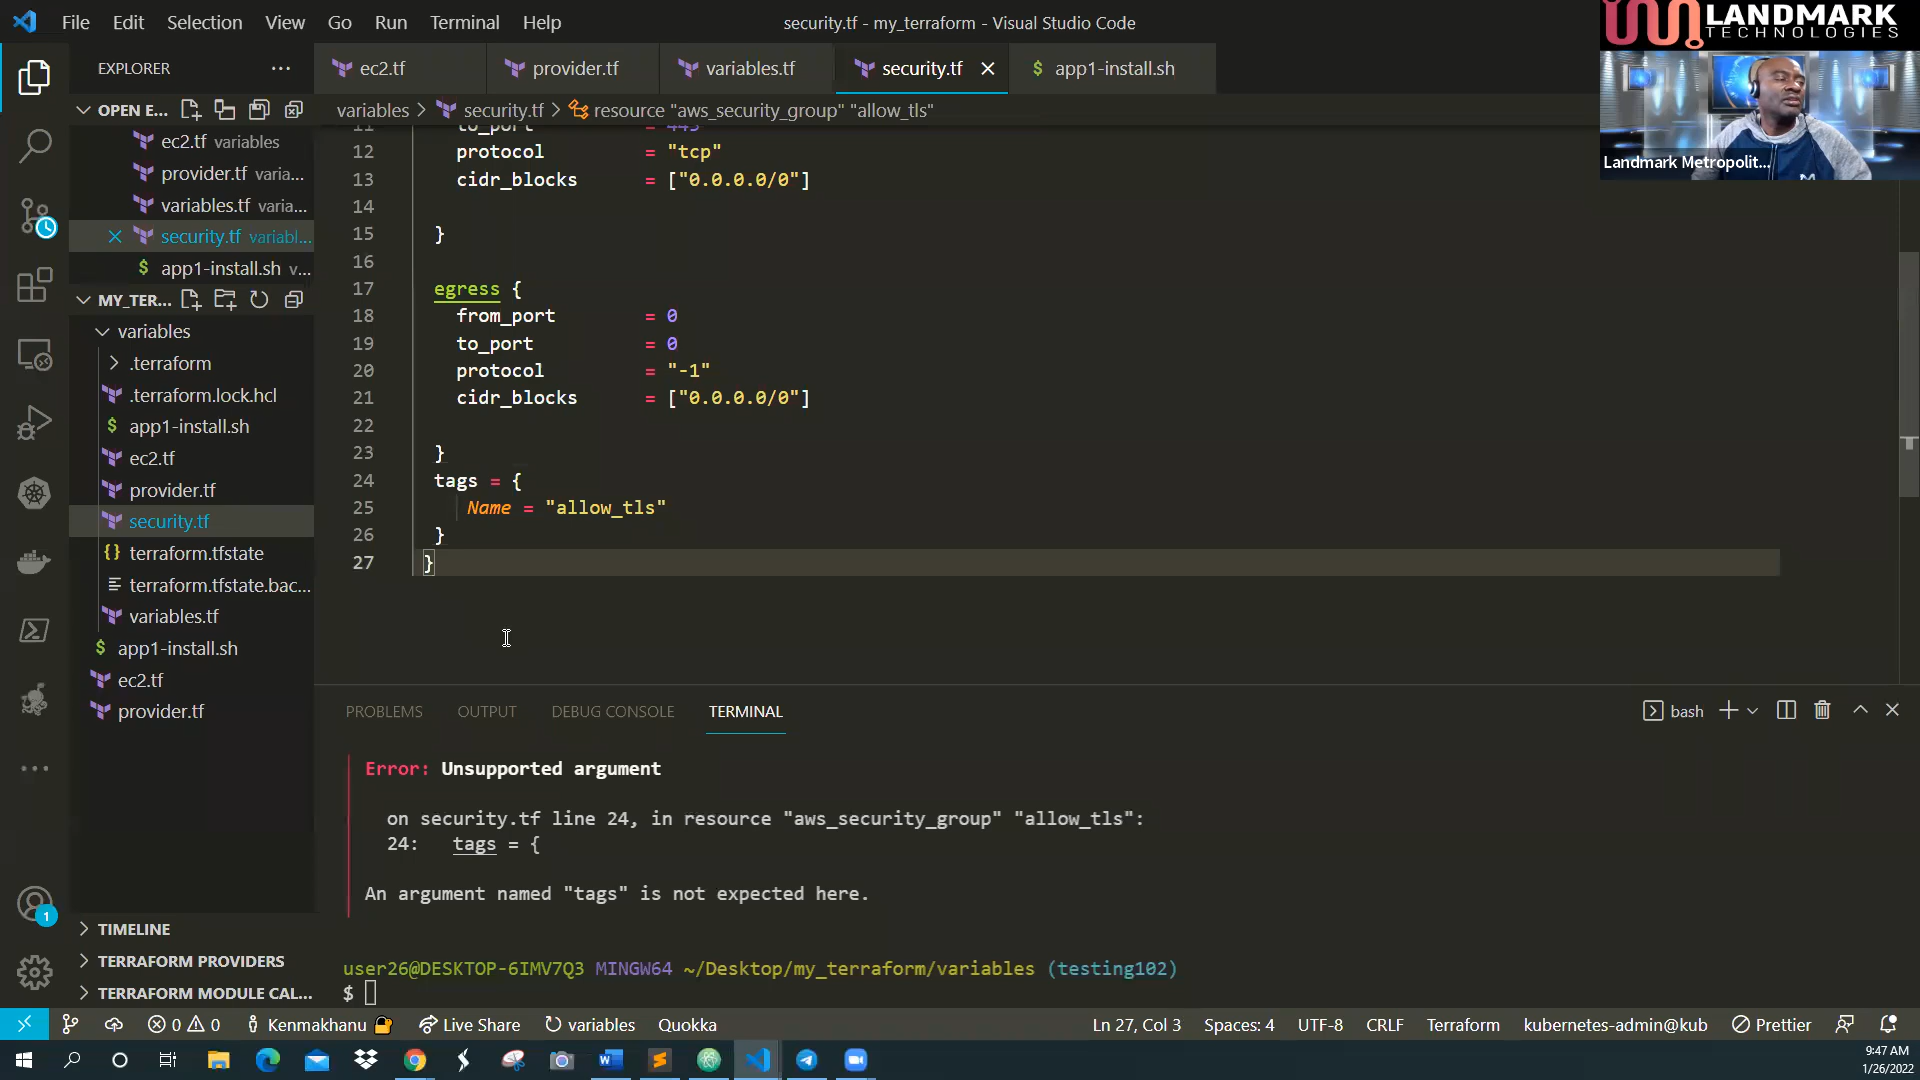 File Edit Selection View Go Run Terminal Help
security.tf - my_terraform - Visual Studio Code
LANDMARK
TECHNOLOGIES
Landmark Metropolit...
EXPLORER ...
OPEN E...
ec2.tf variables
provider.tf varia...
variables.tf varia...
security.tf variabl...
$ app1-install.sh v...
MY_TER...
variables
.terraform
.terraform.lock.hcl
$ app1-install.sh
ec2.tf
provider.tf
security.tf
{} terraform.tfstate
terraform.tfstate.bac...
variables.tf
$ app1-install.sh
ec2.tf
provider.tf
TIMELINE
TERRAFORM PROVIDERS
TERRAFORM MODULE CAL...
ec2.tf provider.tf variables.tf security.tf $ app1-install.sh
variables > security.tf > resource "aws_security_group" "allow_tls"
11 to_port = 443
12 protocol = "tcp"
13 cidr_blocks = ["0.0.0.0/0"]
14
15 }
16
17 egress {
18 from_port = 0
19 to_port = 0
20 protocol = "-1"
21 cidr_blocks = ["0.0.0.0/0"]
22
23 }
24 tags = {
25 Name = "allow_tls"
26 }
27 }
PROBLEMS OUTPUT DEBUG CONSOLE TERMINAL
bash
Error: Unsupported argument
on security.tf line 24, in resource "aws_security_group" "allow_tls":
24: tags = {
An argument named "tags" is not expected here.
user26@DESKTOP-6IMV7Q3 MINGW64 ~/Desktop/my_terraform/variables (testing102)
$
1
0 0 Kenmakhanu Live Share variables Quokka Ln 27, Col 3 Spaces: 4 UTF-8 CRLF Terraform kubernetes-admin@kub Prettier
9:47 AM
1/26/2022